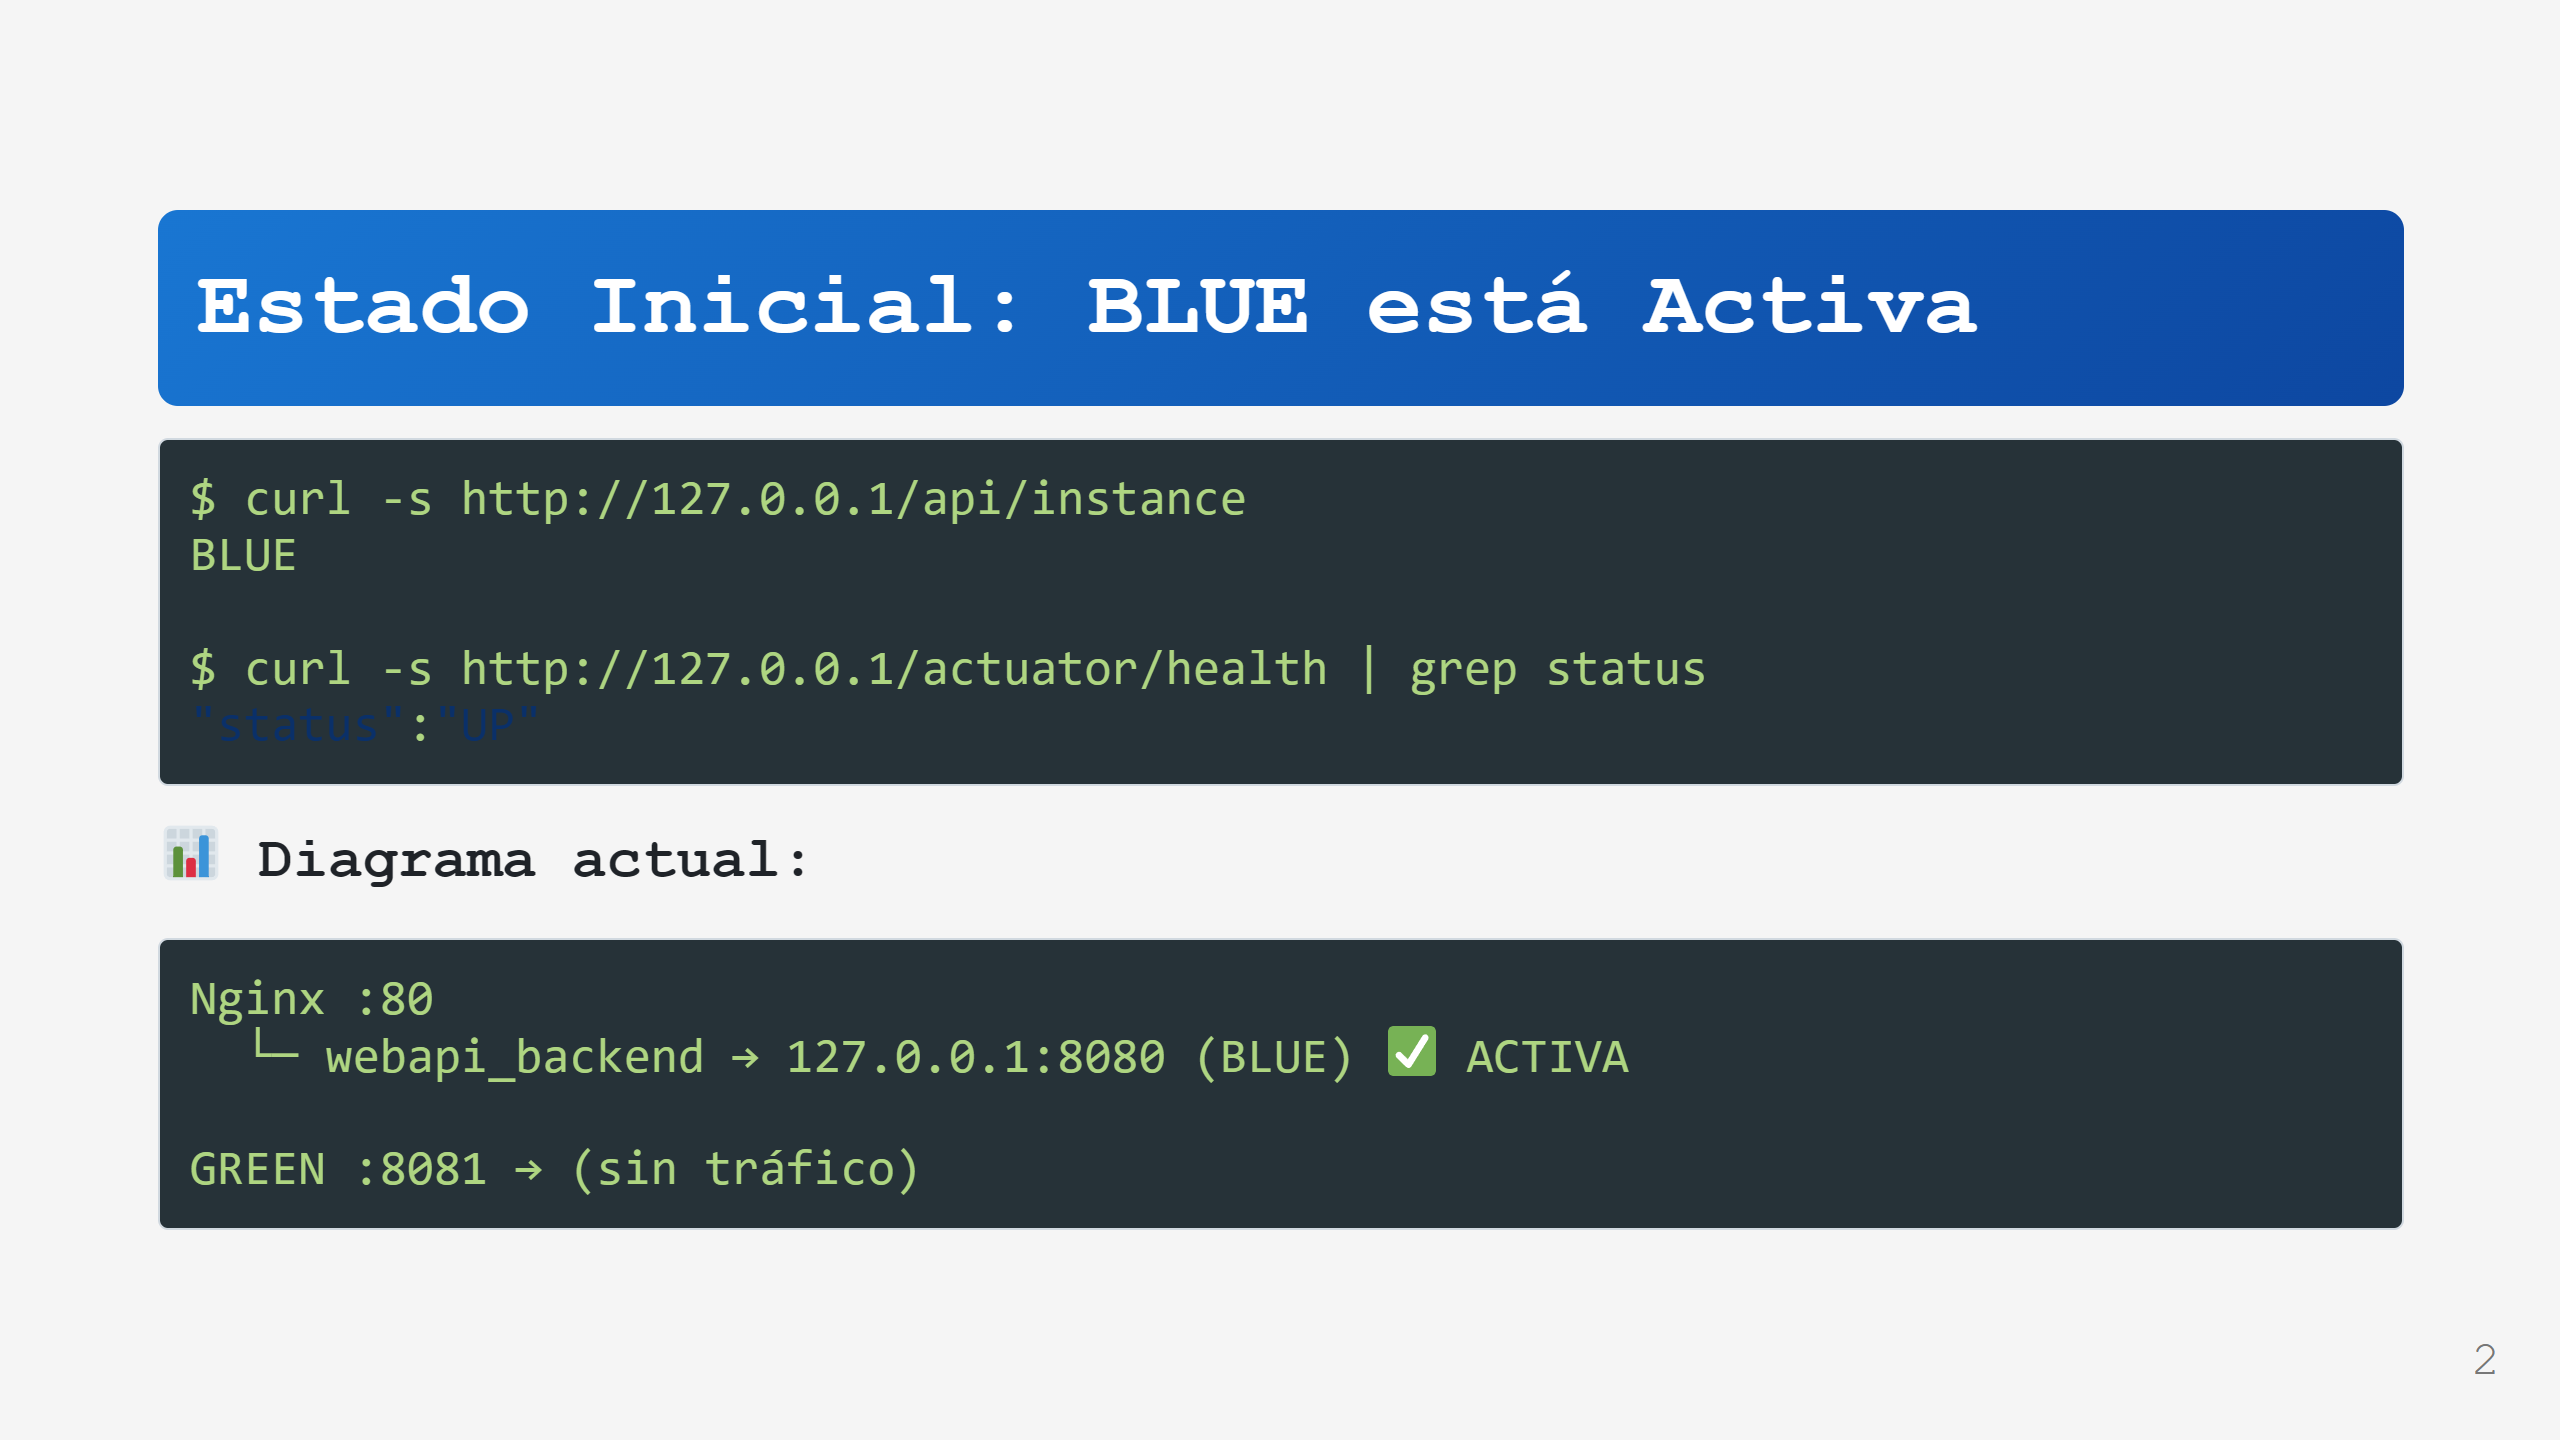 Estado Inicial: BLUE está Activa
$ curl -s http://127.0.0.1/api/instance
BLUE
$ curl -s http://127.0.0.1/actuator/health | grep status
"status":"UP"
📊 Diagrama actual:
Nginx :80
└─ webapi_backend → 127.0.0.1:8080 (BLUE) ✅ ACTIVA
GREEN :8081 → (sin tráfico)
2